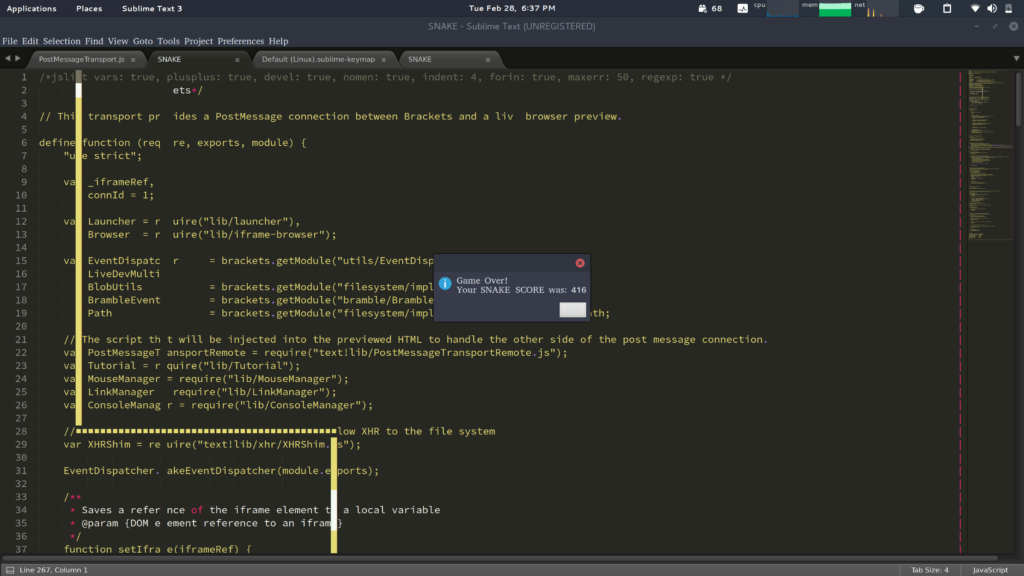 Applications Places Sublime Text 3 Tue Feb 28, 6:37 PM 68 cpu mem net
SNAKE - Sublime Text (UNREGISTERED)
File Edit Selection Find View Goto Tools Project Preferences Help
PostMessageTransport.js × SNAKE × Default (Linux).sublime-keymap × SNAKE ×
1 /*jsli t vars: true, plusplus: true, devel: true, nomen: true, indent: 4, forin: true, maxerr: 50, regexp: true */
2 ets*/
3
4 // Thi transport pr ides a PostMessage connection between Brackets and a liv browser preview.
5
6 define function (req re, exports, module) {
7 "u e strict";
8
9 va _iframeRef,
10 connId = 1;
11
12 va Launcher = r uire("lib/launcher"),
13 Browser = r uire("lib/iframe-browser");
14
15 va EventDispatc r = brackets.getModule("utils/EventDisp
16 LiveDevMulti
17 BlobUtils = brackets.getModule("filesystem/impl
18 BrambleEvent = brackets.getModule("bramble/Bramble
19 Path = brackets.getModule("filesystem/impl th;
20
21 // The script th t will be injected into the previewed HTML to handle the other side of the post message connection.
22 va PostMessageT ansportRemote = require("text!lib/PostMessageTransportRemote.js");
23 va Tutorial = r quire("lib/Tutorial");
24 va MouseManager = require("lib/MouseManager");
25 va LinkManager require("lib/LinkManager");
26 va ConsoleManag r = require("lib/ConsoleManager");
27
28 // low XHR to the file system
29 var XHRShim = re uire("text!lib/xhr/XHRShim. s");
30
31 EventDispatcher. akeEventDispatcher(module.e ports);
32
33 /**
34 * Saves a refer nce of the iframe element t a local variable
35 * @param {DOM e ement reference to an ifram }
36 */
37 function setIfra e(iframeRef) {
Game Over!
Your SNAKE SCORE was: 416
Line 267, Column 1 Tab Size: 4 JavaScript